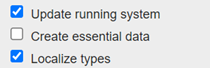 Update running system
Create essential data
Localize types